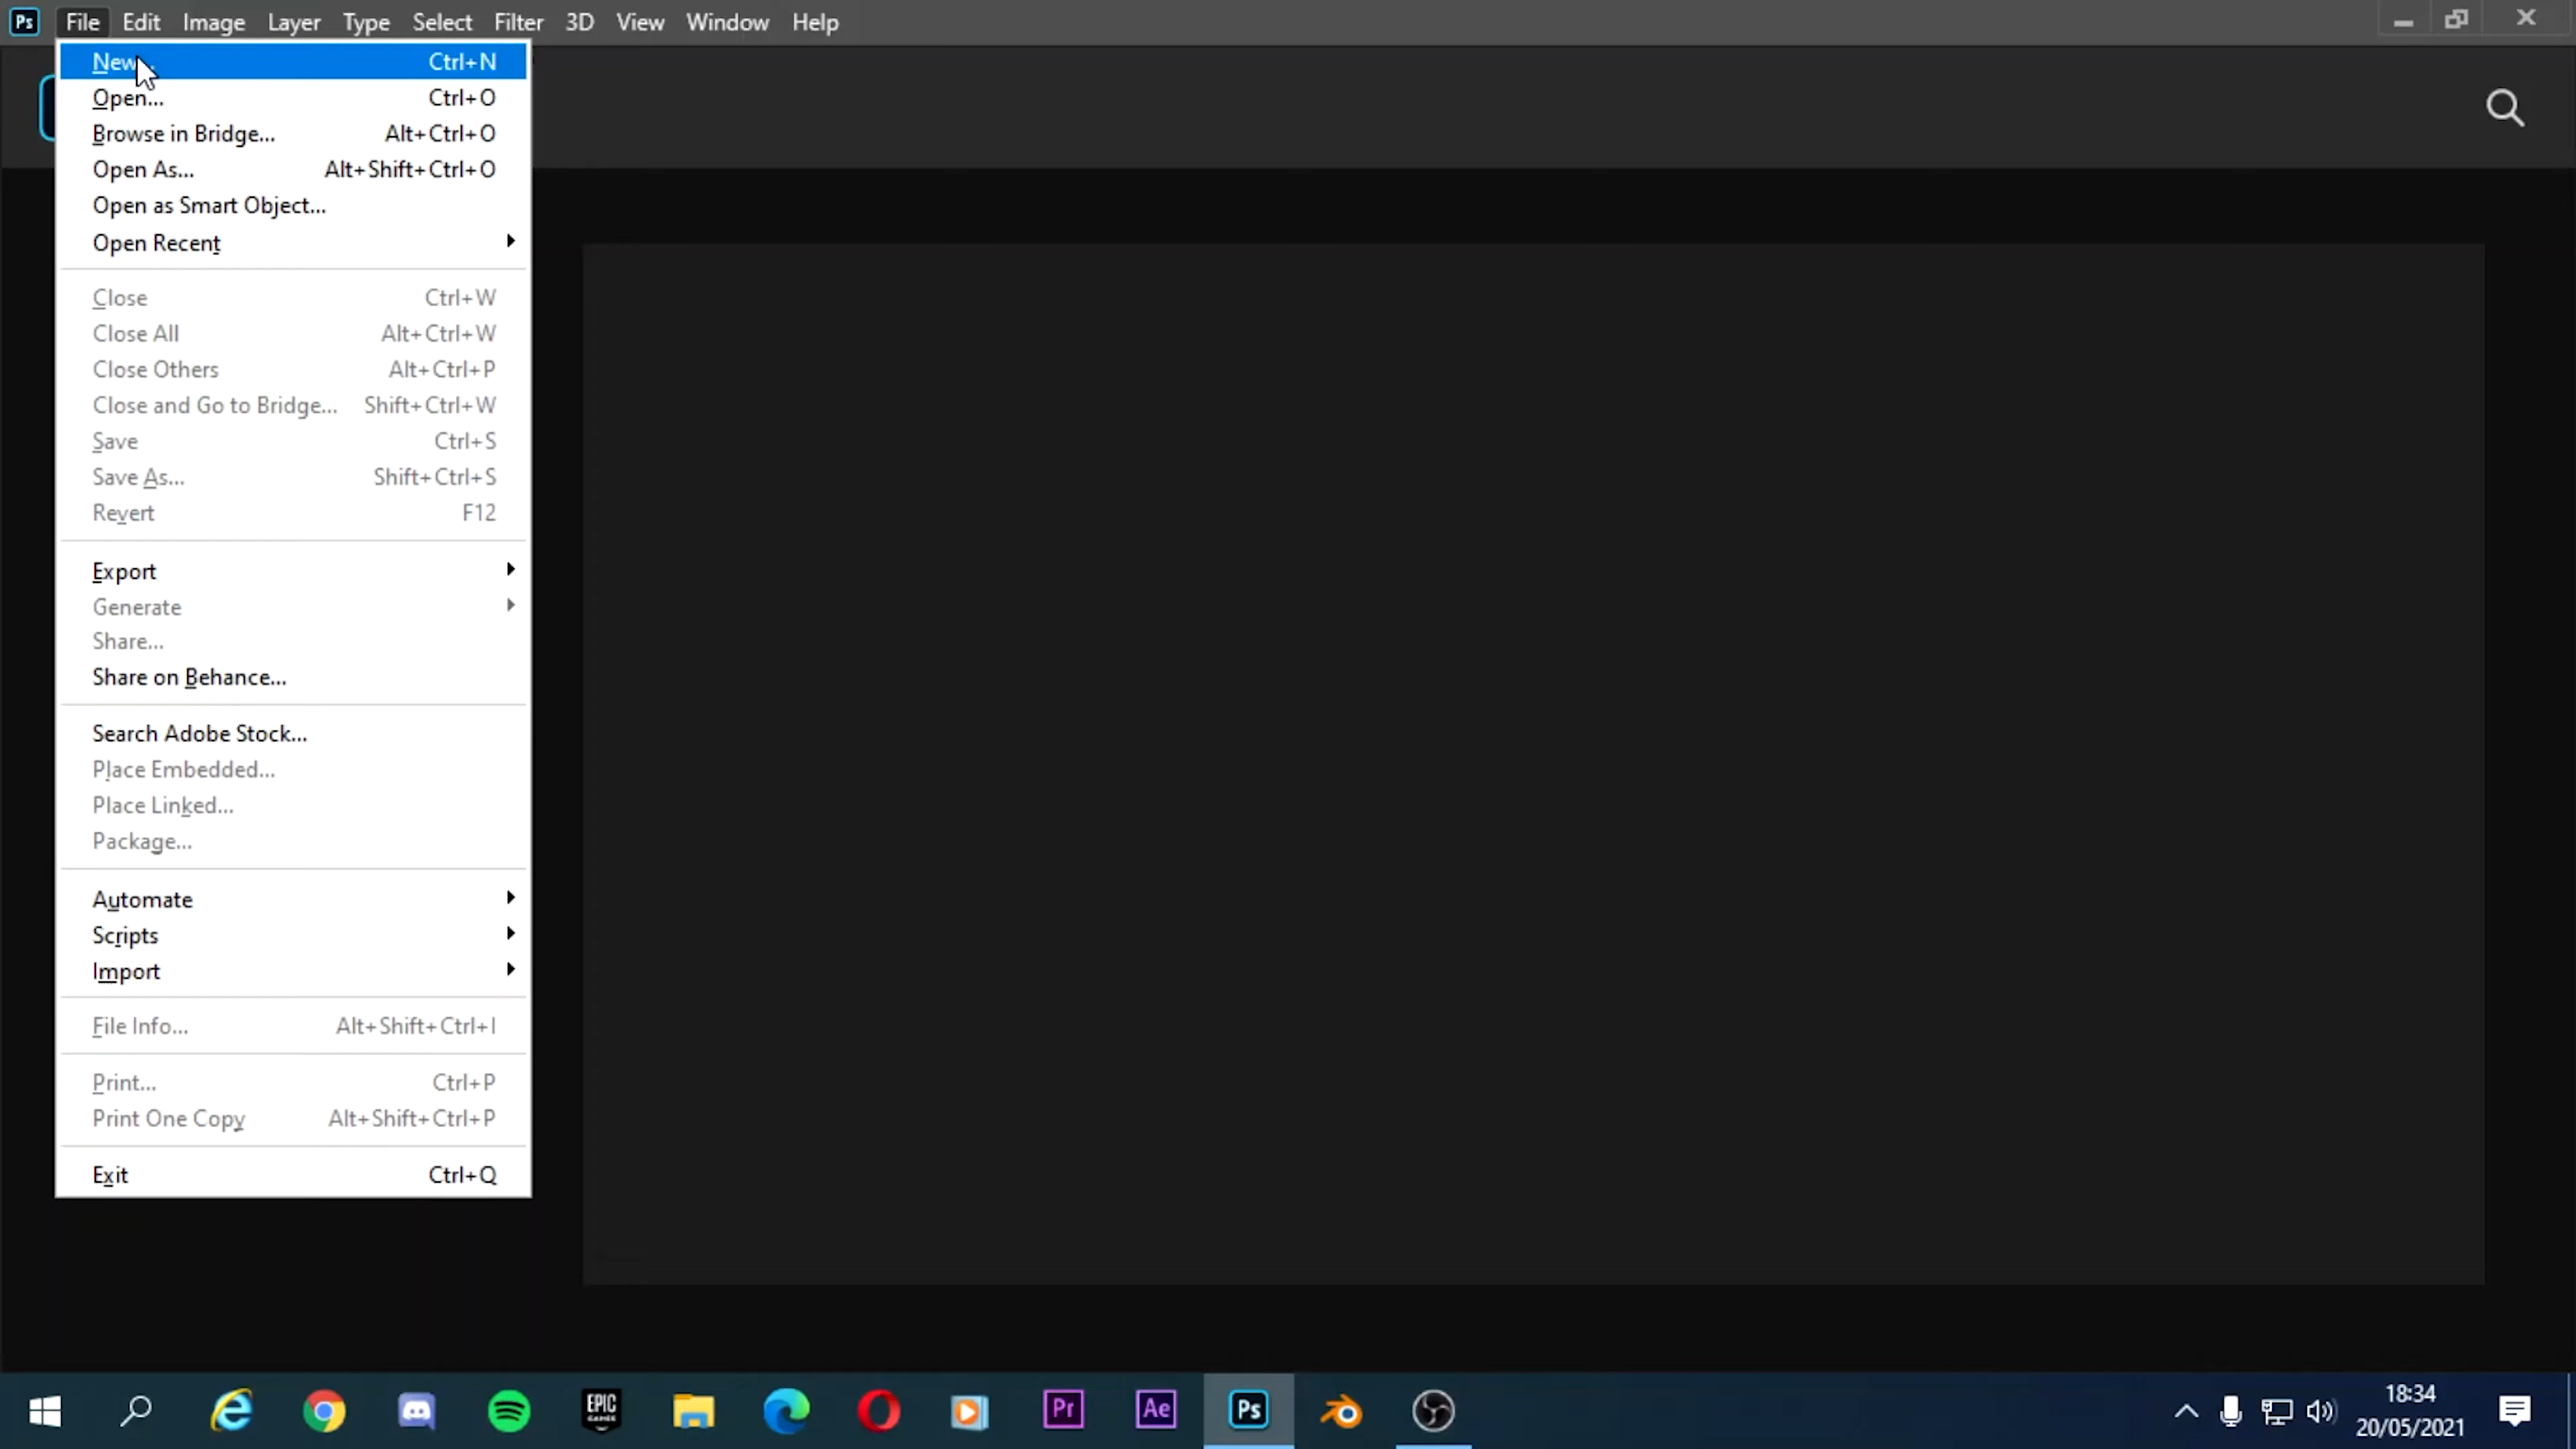 Ps File Edit Image Layer Type Select Filter 3D View Window Help
New... Ctrl+N
Open... Ctrl+O
Browse in Bridge... Alt+Ctrl+O
Open As... Alt+Shift+Ctrl+O
Open as Smart Object...
Open Recent
Close Ctrl+W
Close All Alt+Ctrl+W
Close Others Alt+Ctrl+P
Close and Go to Bridge... Shift+Ctrl+W
Save Ctrl+S
Save As... Shift+Ctrl+S
Revert F12
Export
Generate
Share...
Share on Behance...
Search Adobe Stock...
Place Embedded...
Place Linked...
Package...
Automate
Scripts
Import
File Info... Alt+Shift+Ctrl+I
Print... Ctrl+P
Print One Copy Alt+Shift+Ctrl+P
Exit Ctrl+Q
EPIC
GAMES
Pr Ae Ps
18:34
20/05/2021